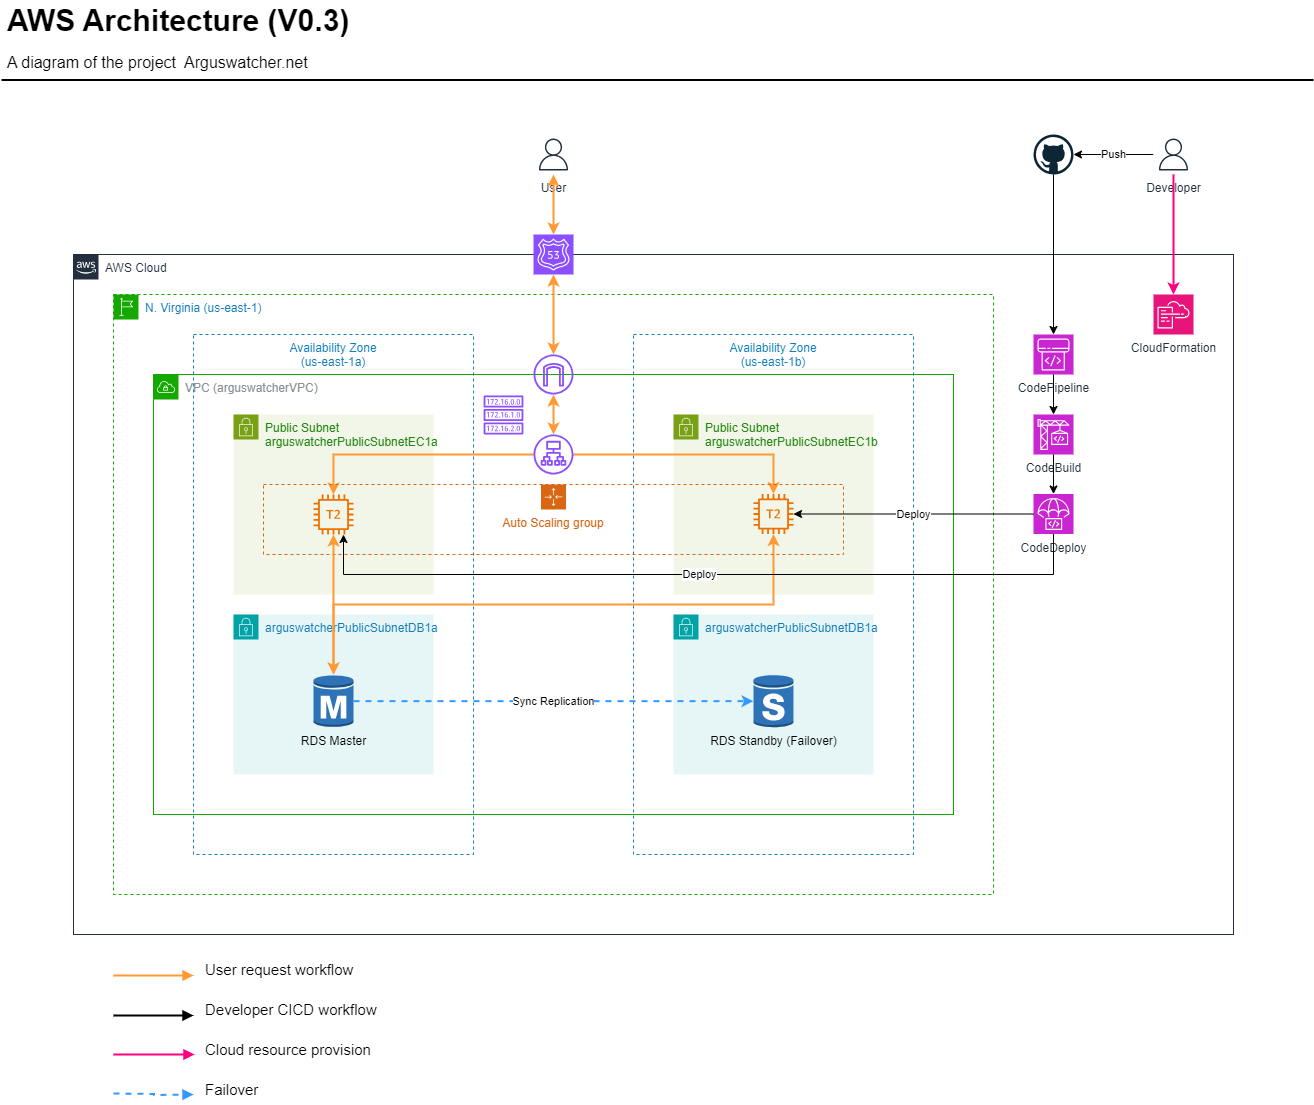 AWS Architecture (V0.3)
A diagram of the project  Arguswatcher.net
Push
User
Developer
aws
AWS Cloud
53
N. Virginia (us-east-1)
CloudFormation
Availability Zone
(us-east-1a)
Availability Zone
(us-east-1b)
VPC (arguswatcherVPC)
CodePipeline
172.16.0.0
172.16.1.0
172.16.2.0
Public Subnet
arguswatcherPublicSubnetEC1a
Public Subnet
arguswatcherPublicSubnetEC1b
CodeBuild
T2
Auto Scaling group
T2
Deploy
CodeDeploy
Deploy
arguswatcherPublicSubnetDB1a
arguswatcherPublicSubnetDB1a
M
Sync Replication
S
RDS Master
RDS Standby (Failover)
User request workflow
Developer CICD workflow
Cloud resource provision
Failover